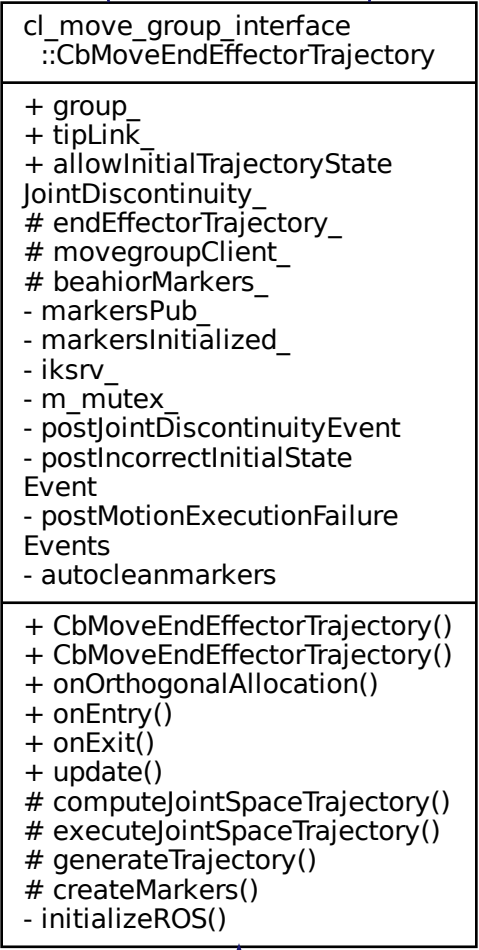 cl_move_group_interface
::CbMoveEndEffectorTrajectory
+ group_
+ tipLink_
+ allowInitialTrajectoryState
JointDiscontinuity_
# endEffectorTrajectory_
# movegroupClient_
# beahiorMarkers_
- markersPub_
- markersInitialized_
- iksrv_
- m_mutex_
- postJointDiscontinuityEvent
- postIncorrectInitialState
Event
- postMotionExecutionFailure
Events
- autocleanmarkers
+ CbMoveEndEffectorTrajectory()
+ CbMoveEndEffectorTrajectory()
+ onOrthogonalAllocation()
+ onEntry()
+ onExit()
+ update()
# computeJointSpaceTrajectory()
# executeJointSpaceTrajectory()
# generateTrajectory()
# createMarkers()
- initializeROS()